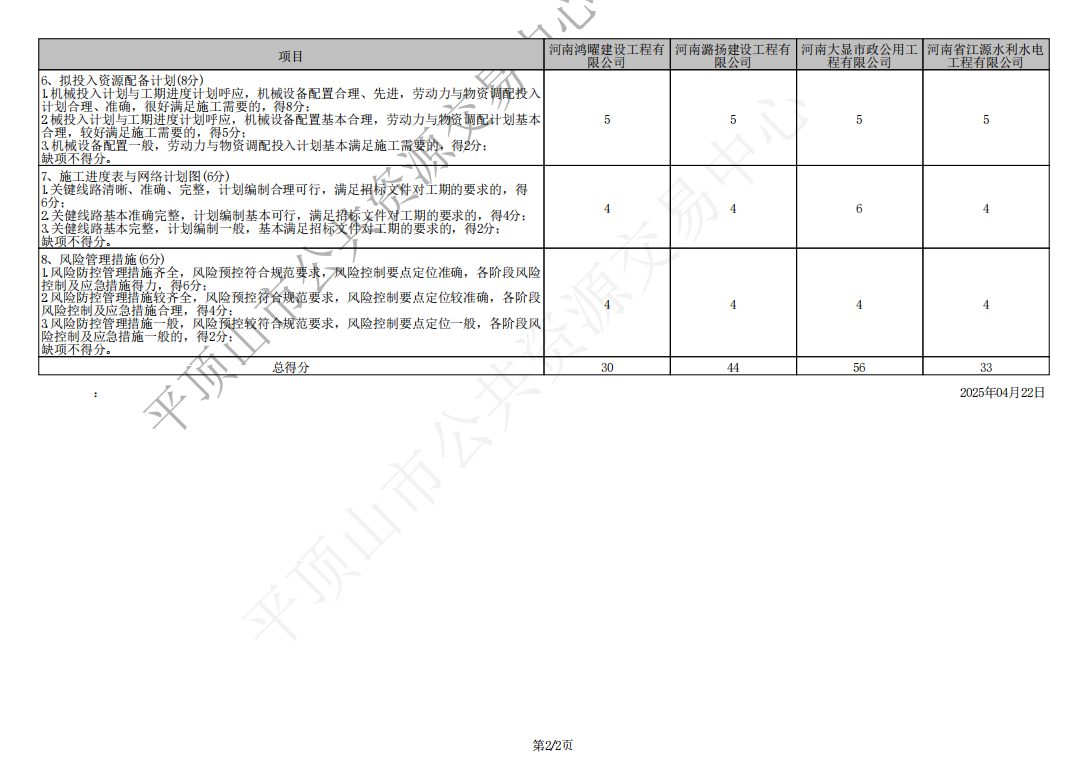 项目
河南鸿曜建设工程有
限公司
河南潞扬建设工程有
限公司
河南大显市政公用工
程有限公司
河南省江源水利水电
工程有限公司
6、拟投入资源配备计划(8分)
1.机械投入计划与工期进度计划呼应，机械设备配置合理、先进，劳动力与物资调配投入
计划合理、准确，很好满足施工需要的，得8分；
2.械投入计划与工期进度计划呼应，机械设备配置基本合理，劳动力与物资调配计划基本
合理，较好满足施工需要的，得5分；
3.机械设备配置一般，劳动力与物资调配投入计划基本满足施工需要的，得2分；
缺项不得分。
5
5
5
5
7、施工进度表与网络计划图(6分)
1.关键线路清晰、准确、完整，计划编制合理可行，满足招标文件对工期的要求的，得
6分；
2.关健线路基本准确完整，计划编制基本可行，满足招标文件对工期的要求的，得4分；
3.关健线路基本完整，计划编制一般，基本满足招标文件对工期的要求的，得2分；
缺项不得分。
4
4
6
4
8、风险管理措施(6分)
1.风险防控管理措施齐全，风险预控符合规范要求，风险控制要点定位准确，各阶段风险
控制及应急措施得力，得6分；
2.风险防控管理措施较齐全，风险预控符合规范要求，风险控制要点定位较准确，各阶段
风险控制及应急措施合理，得4分；
3.风险防控管理措施一般，风险预控较符合规范要求，风险控制要点定位一般，各阶段风
险控制及应急措施一般的，得2分；
缺项不得分。
4
4
4
4
总得分
30
44
56
33
：
2025年04月22日
平顶山市公共资源交易中心
平顶山市公共资源交易中心
第2/2页